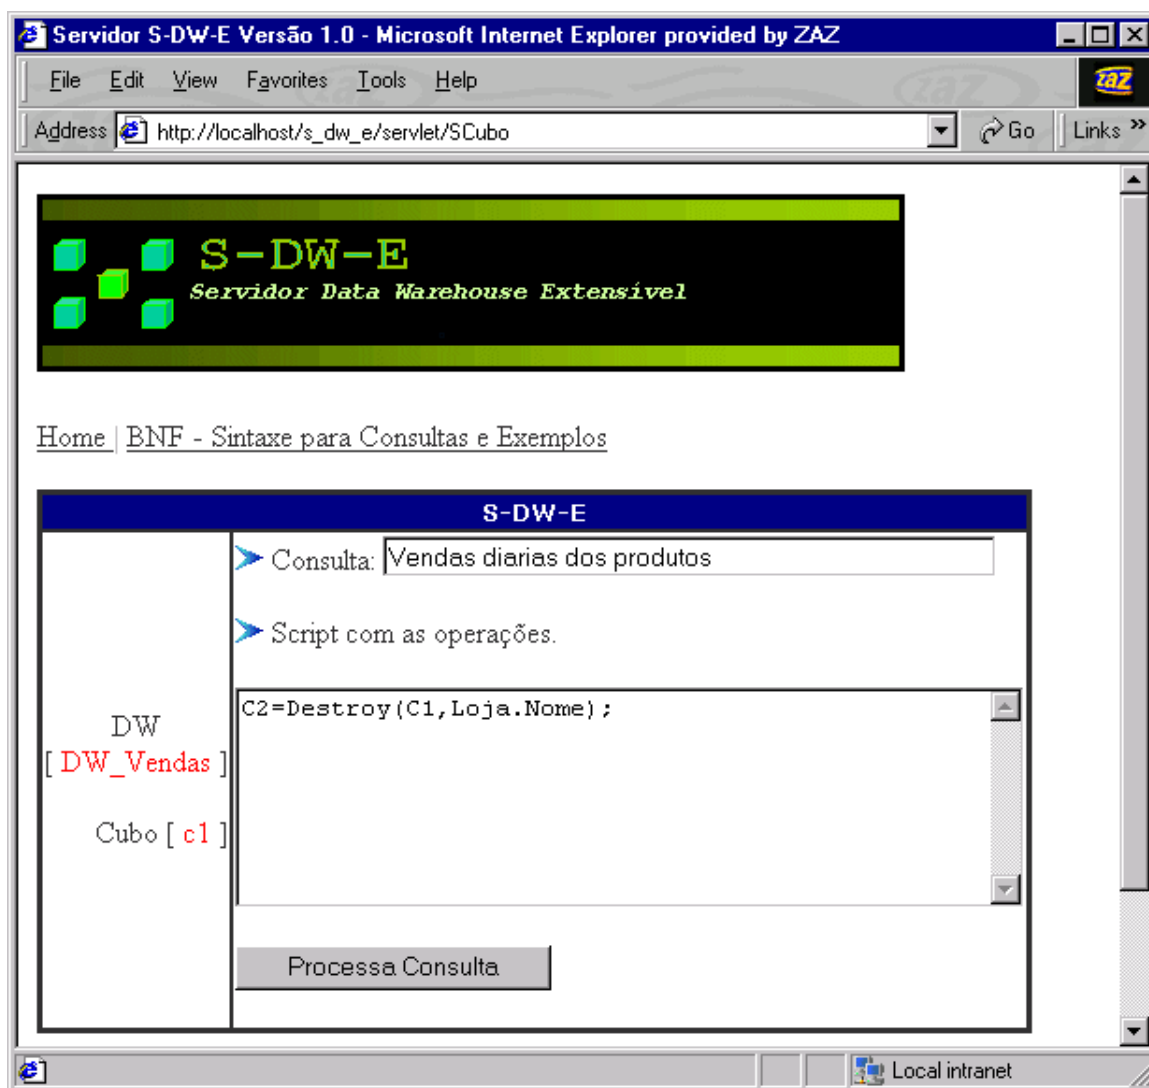 Servidor S-DW-E Versão 1.0 - Microsoft Internet Explorer provided by ZAZ
File Edit View Favorites Tools Help
zaz
Address http://localhost/s_dw_e/servlet/SCubo Go Links »
S-DW-E
Servidor Data Warehouse Extensível
Home | BNF - Sintaxe para Consultas e Exemplos
S-DW-E
Consulta: Vendas diarias dos produtos
Script com as operações.
C2=Destroy(C1,Loja.Nome);
DW
[ DW_Vendas ]
Cubo [ c1 ]
Processa Consulta
Local intranet